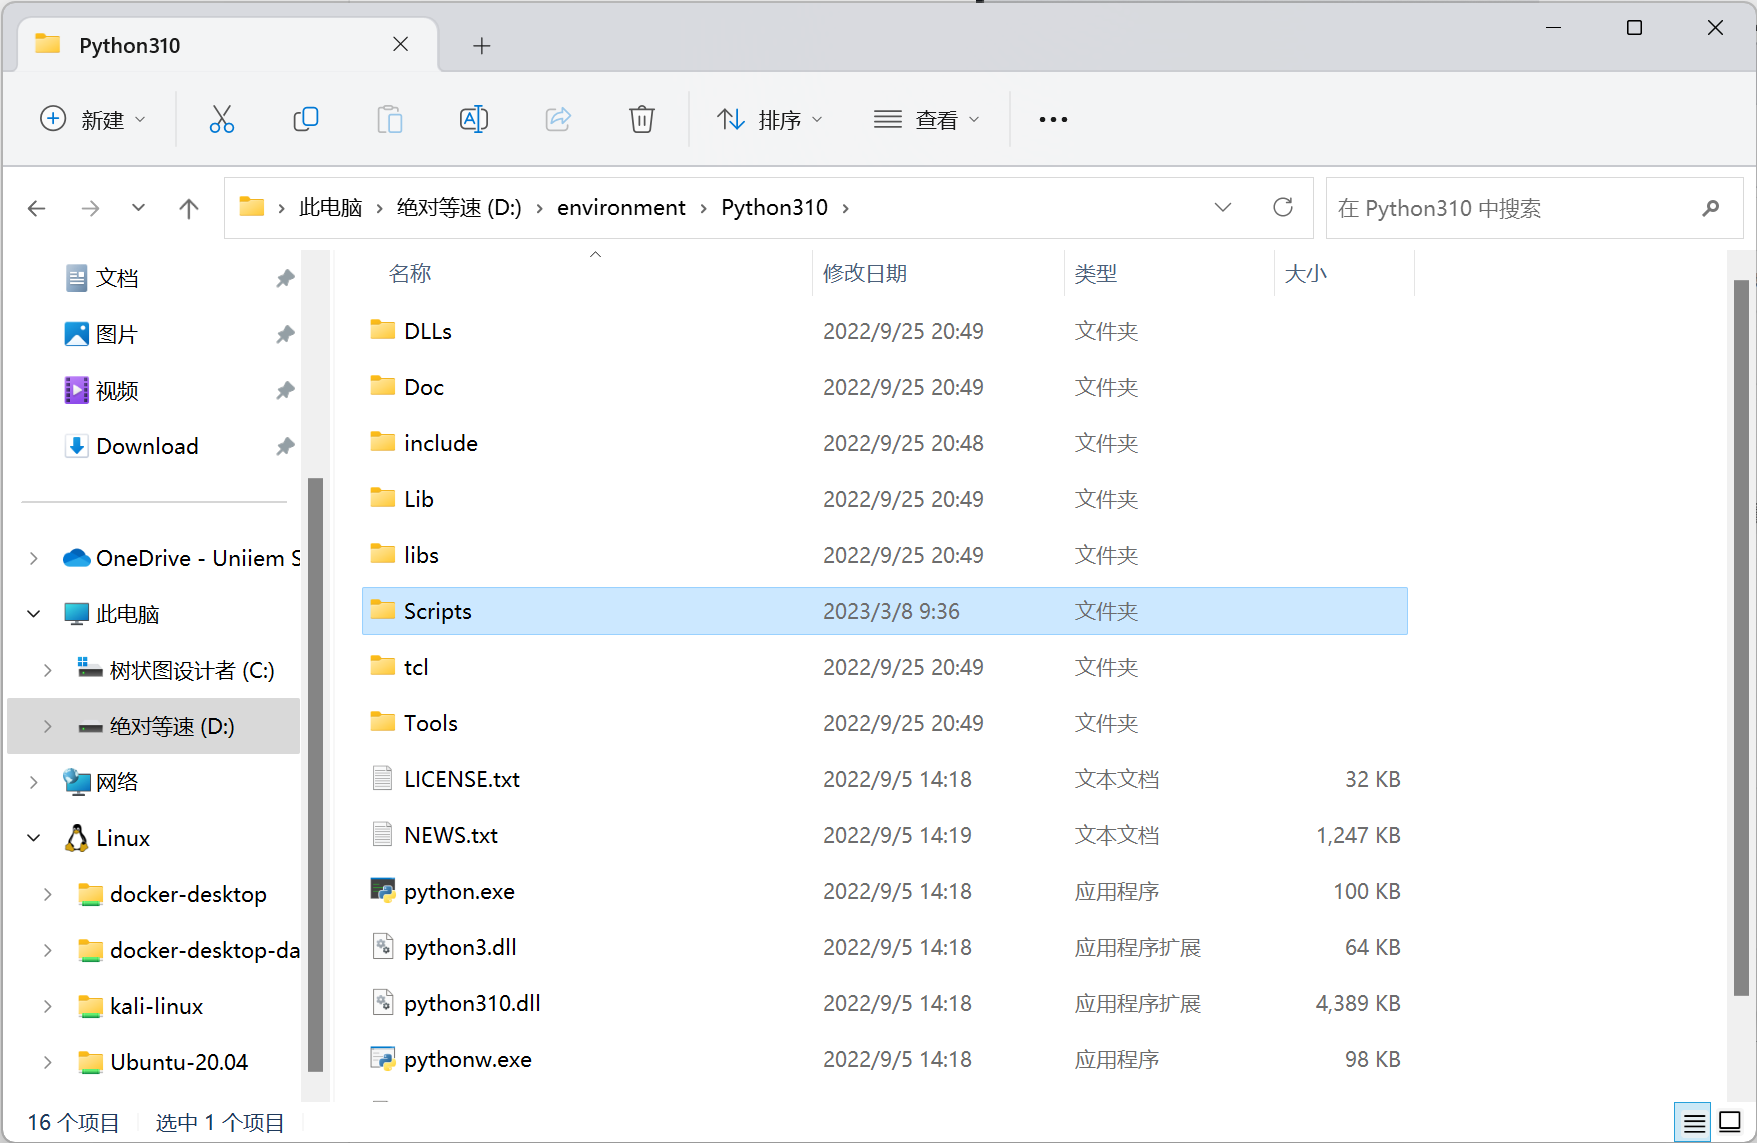 Python310
新建
排序
查看
此电脑 绝对等速 (D:) environment Python310
在 Python310 中搜索
文档
图片
视频
Download
OneDrive - Uniiem S
此电脑
树状图设计者 (C:)
绝对等速 (D:)
网络
Linux
docker-desktop
docker-desktop-da
kali-linux
Ubuntu-20.04
名称 修改日期 类型 大小
DLLs 2022/9/25 20:49 文件夹
Doc 2022/9/25 20:49 文件夹
include 2022/9/25 20:48 文件夹
Lib 2022/9/25 20:49 文件夹
libs 2022/9/25 20:49 文件夹
Scripts 2023/3/8 9:36 文件夹
tcl 2022/9/25 20:49 文件夹
Tools 2022/9/25 20:49 文件夹
LICENSE.txt 2022/9/5 14:18 文本文档 32 KB
NEWS.txt 2022/9/5 14:19 文本文档 1,247 KB
python.exe 2022/9/5 14:18 应用程序 100 KB
python3.dll 2022/9/5 14:18 应用程序扩展 64 KB
python310.dll 2022/9/5 14:18 应用程序扩展 4,389 KB
pythonw.exe 2022/9/5 14:18 应用程序 98 KB
16 个项目 选中 1 个项目